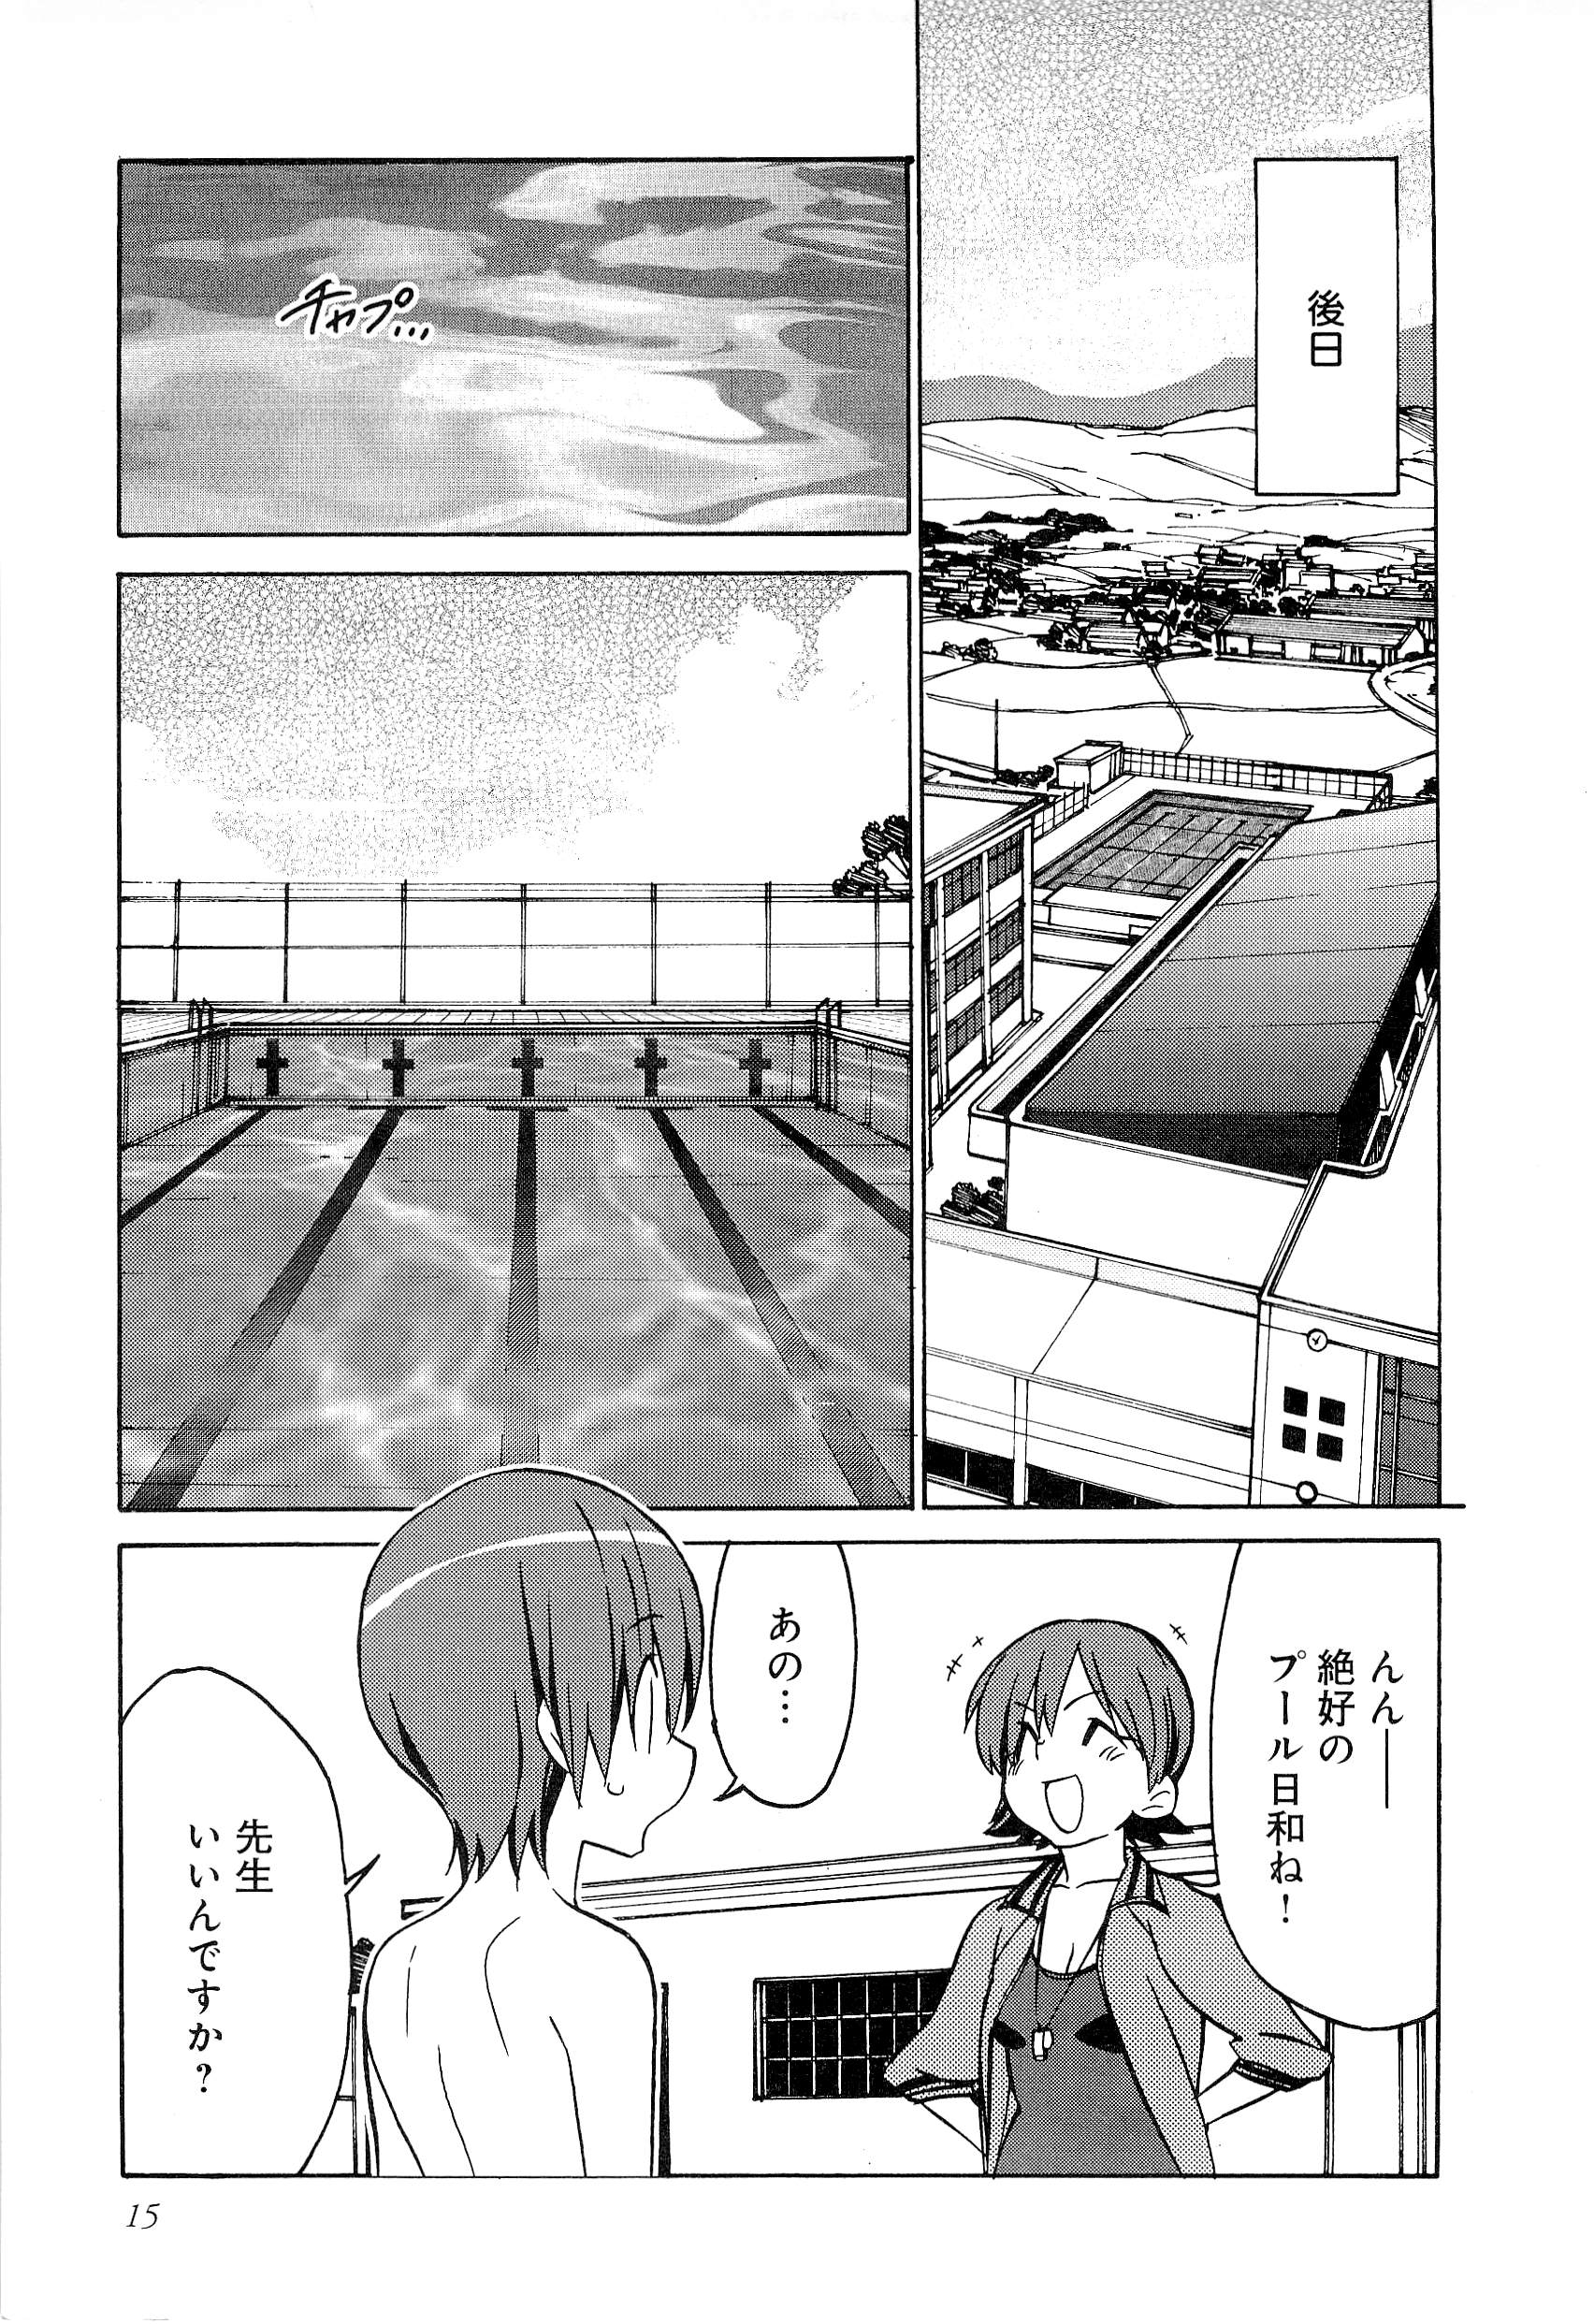 後日
チャプ…
んん――
絶好の
プール日和ね！
あの…
先生
いいんですか？
15